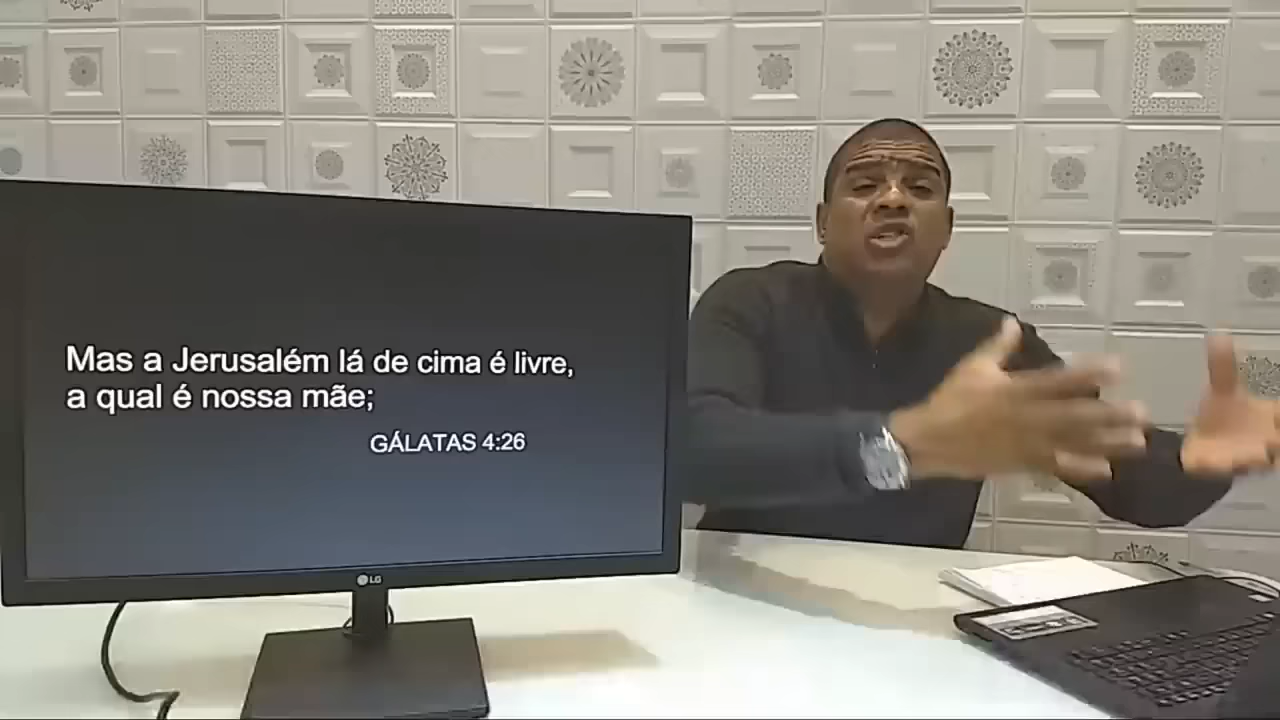 Mas a Jerusalém lá de cima é livre,
a qual é nossa mãe;
GÁLATAS 4:26
LG